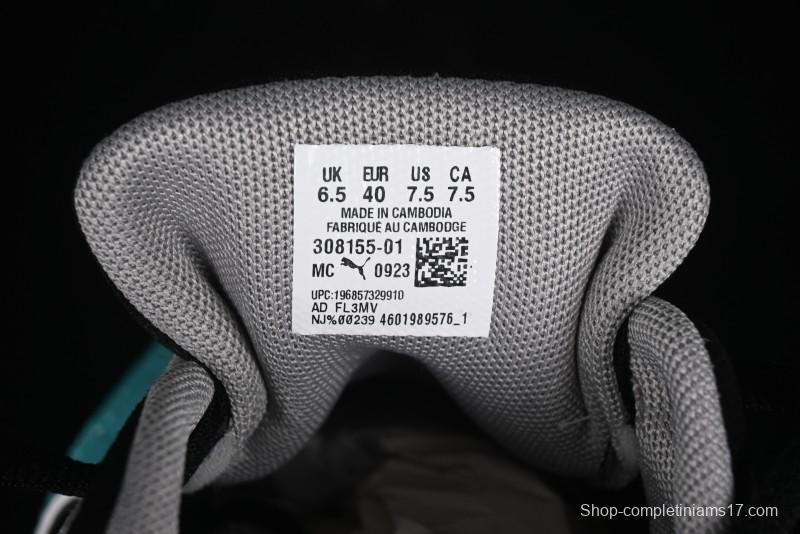 UK EUR US CA
6.5 40 7.5 7.5
MADE IN CAMBODIA
FABRIQUÉ AU CAMBODGE
308155-01
MC 0923
UPC:196857329910
AD FL3MV
NJ%00239 4601989576_1
Shop-completiniams17.com/